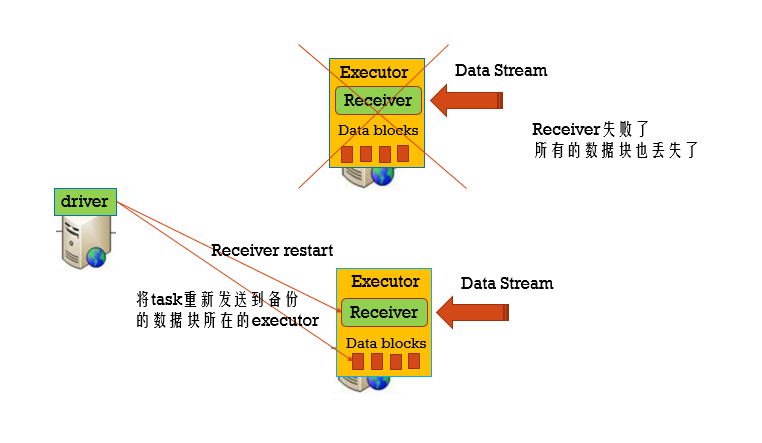 Executor
Data Stream
Receiver
Data blocks
Receiver失败了
所有的数据块也丢失了
driver
Receiver restart
将task重新发送到备份
的数据块所在的executor
Executor
Data Stream
Receiver
Data blocks